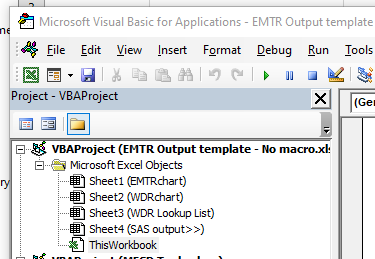 Microsoft Visual Basic for Applications - EMTR Output template
File Edit View Insert Format Debug Run Tools
Project - VBAProject
(Ger
VBAProject (EMTR Output template - No macro.xls
Microsoft Excel Objects
Sheet1 (EMTRchart)
Sheet2 (WDRchart)
Sheet3 (WDR Lookup List)
Sheet4 (SAS output>>)
ThisWorkbook